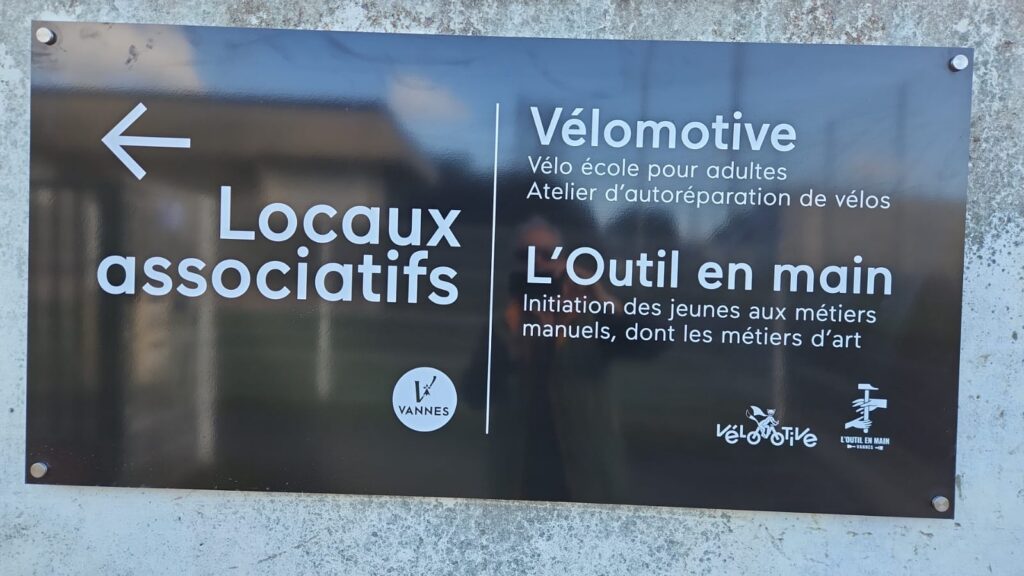 Locaux
associatifs
V
VANNES
Vélomotive
Vélo école pour adultes
Atelier d'autoréparation de vélos
L'Outil en main
Initiation des jeunes aux métiers
manuels, dont les métiers d'art
VÉLOMOTIVE
L'OUTIL EN MAIN
VANNES